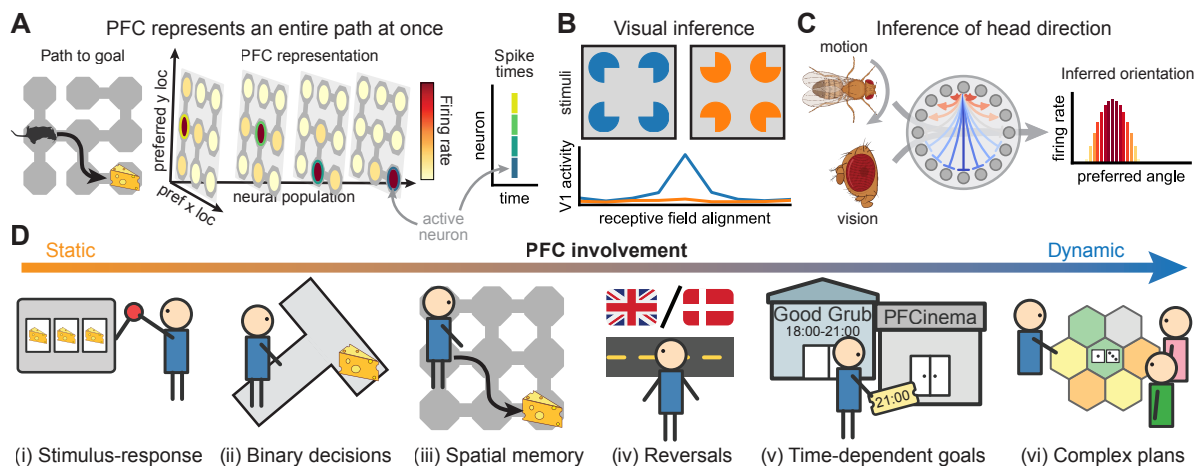 A PFC represents an entire path at once
Path to goal
PFC representation
preferred y loc
pref x loc
neural population
Firing rate
Spike times
neuron
time
active neuron
B Visual inference
stimuli
V1 activity
receptive field alignment
C Inference of head direction
motion
vision
Inferred orientation
firing rate
preferred angle
D
Static
PFC involvement
Dynamic
Good Grub
18:00-21:00
PFCinema
21:00
(i) Stimulus-response
(ii) Binary decisions
(iii) Spatial memory
(iv) Reversals
(v) Time-dependent goals
(vi) Complex plans